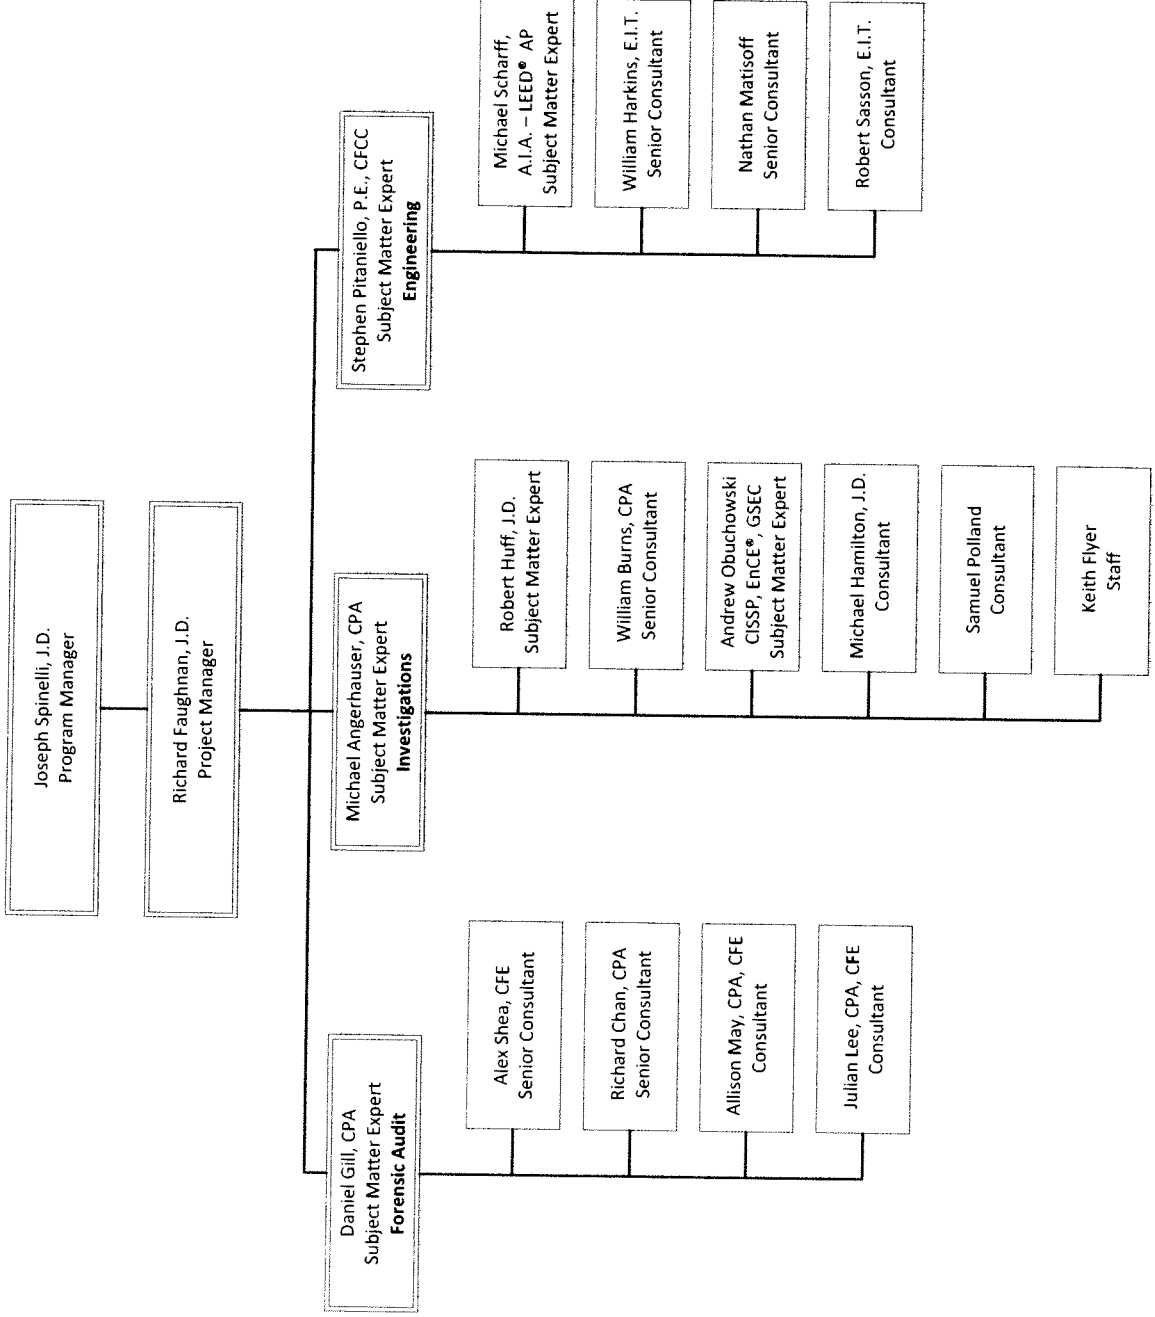 Joseph Spinelli, J.D.
Program Manager
Richard Faughnan, J.D.
Project Manager
Daniel Gill, CPA
Subject Matter Expert
Forensic Audit
Alex Shea, CFE
Senior Consultant
Richard Chan, CPA
Senior Consultant
Allison May, CPA, CFE
Consultant
Julian Lee, CPA, CFE
Consultant
Michael Angerhauser, CPA
Subject Matter Expert
Investigations
Robert Huff, J.D.
Subject Matter Expert
William Burns, CPA
Senior Consultant
Andrew Obuchowski
CISSP, EnCE®, GSEC
Subject Matter Expert
Michael Hamilton, J.D.
Consultant
Samuel Polland
Consultant
Keith Flyer
Staff
Stephen Pitaniello, P.E., CFCC
Subject Matter Expert
Engineering
Michael Scharff,
A.I.A. – LEED® AP
Subject Matter Expert
William Harkins, E.I.T.
Senior Consultant
Nathan Matisoff
Senior Consultant
Robert Sasson, E.I.T.
Consultant